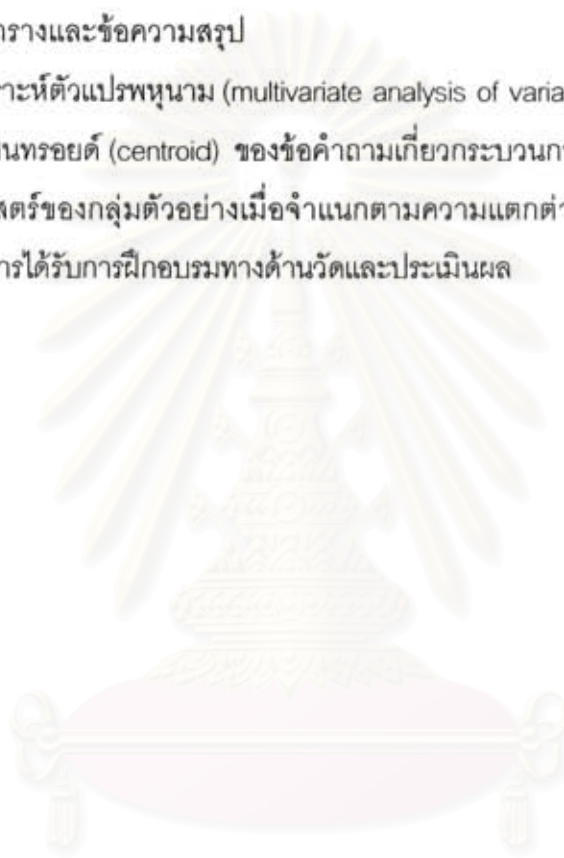 ตารางและข้อความสรุป
ราะห์ตัวแปรพหุนาม (multivariate analysis of varia
นทรอยด์ (centroid) ของข้อคำถามเกี่ยวกระบวนก
สตร์ของกลุ่มตัวอย่างเมื่อจำแนกตามความแตกต่า
การได้รับการฝึกอบรมทางด้านวัดและประเมินผล